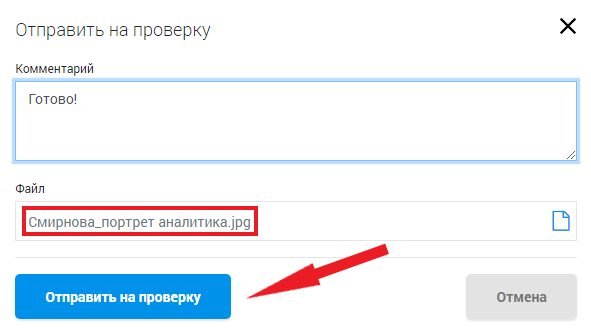 Отправить на проверку
Комментарий
Готово!
Файл
Смирнова_портрет аналитика.jpg
Отправить на проверку
Отмена